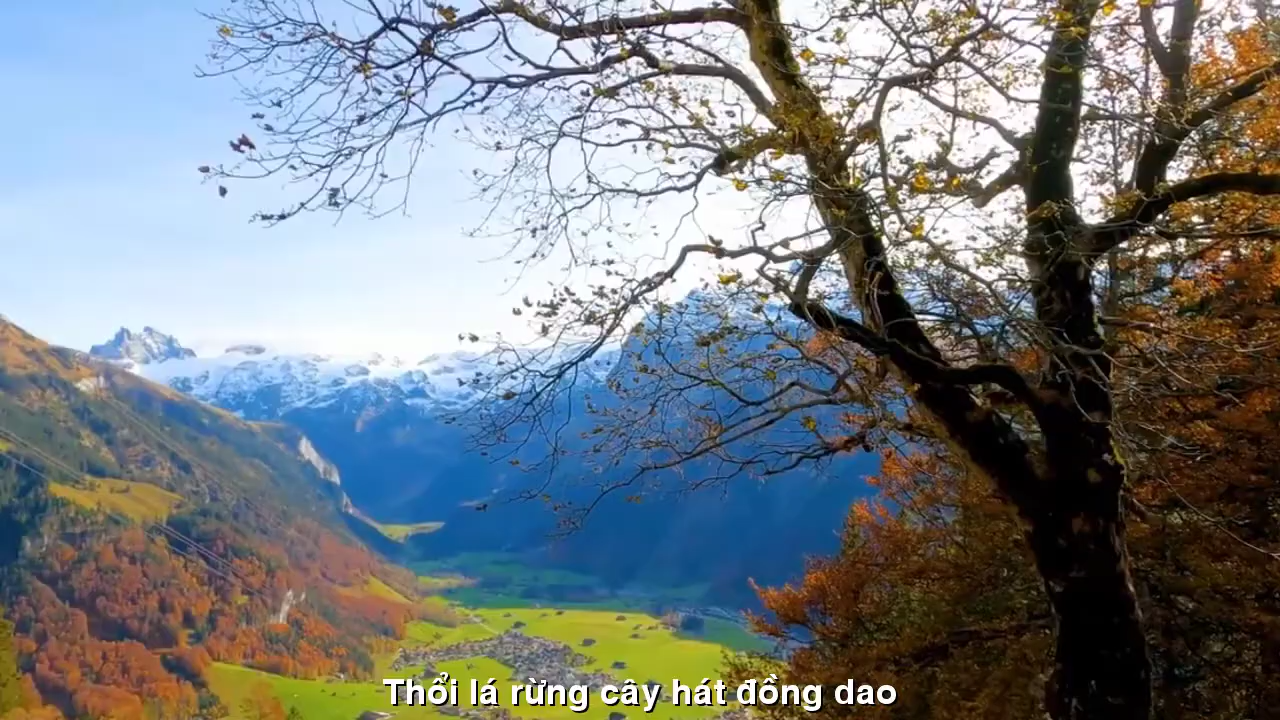 Thổi lá rừng cây hát đồng dao